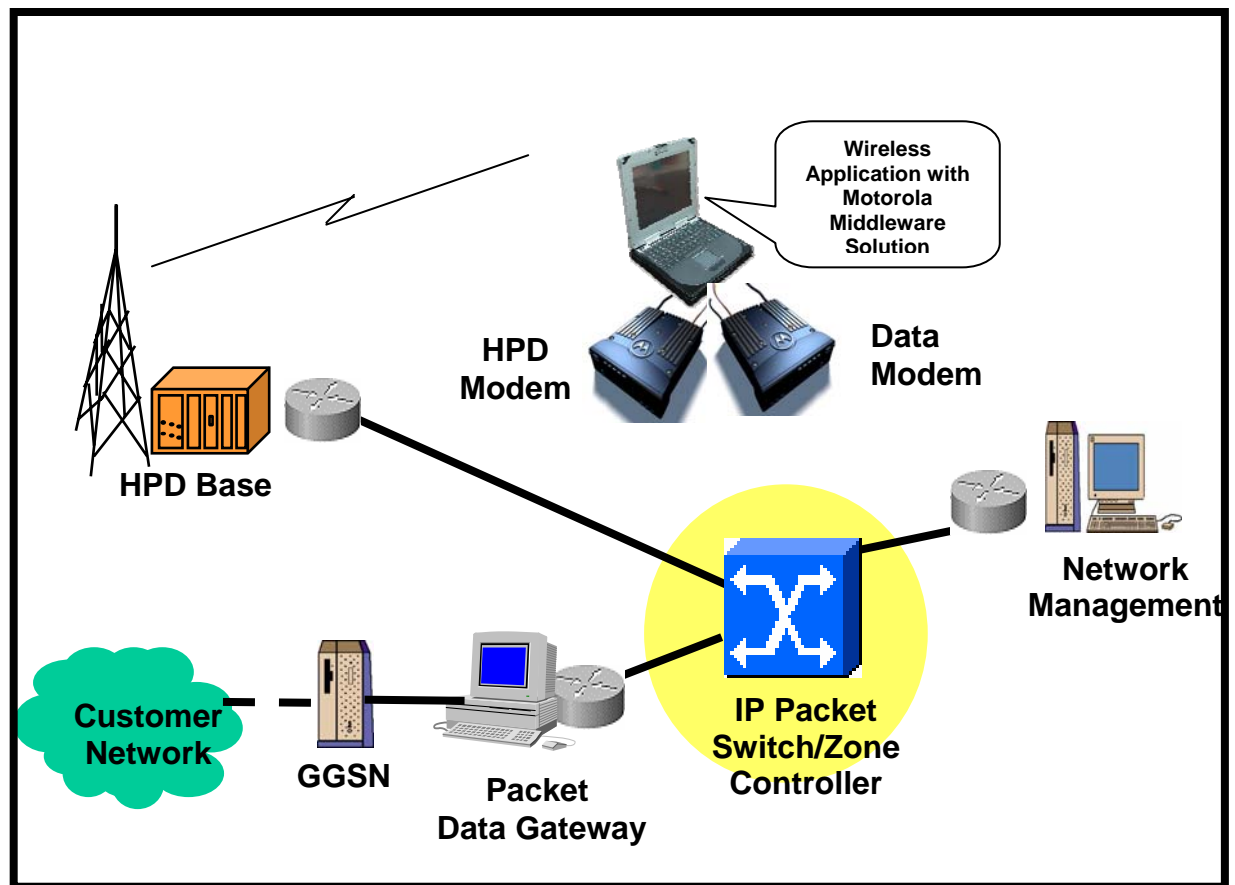 Wireless
Application with
Motorola
Middleware
Solution
HPD
Modem
Data
Modem
HPD Base
Network
Management
Customer
Network
GGSN
Packet
Data Gateway
IP Packet
Switch/Zone
Controller